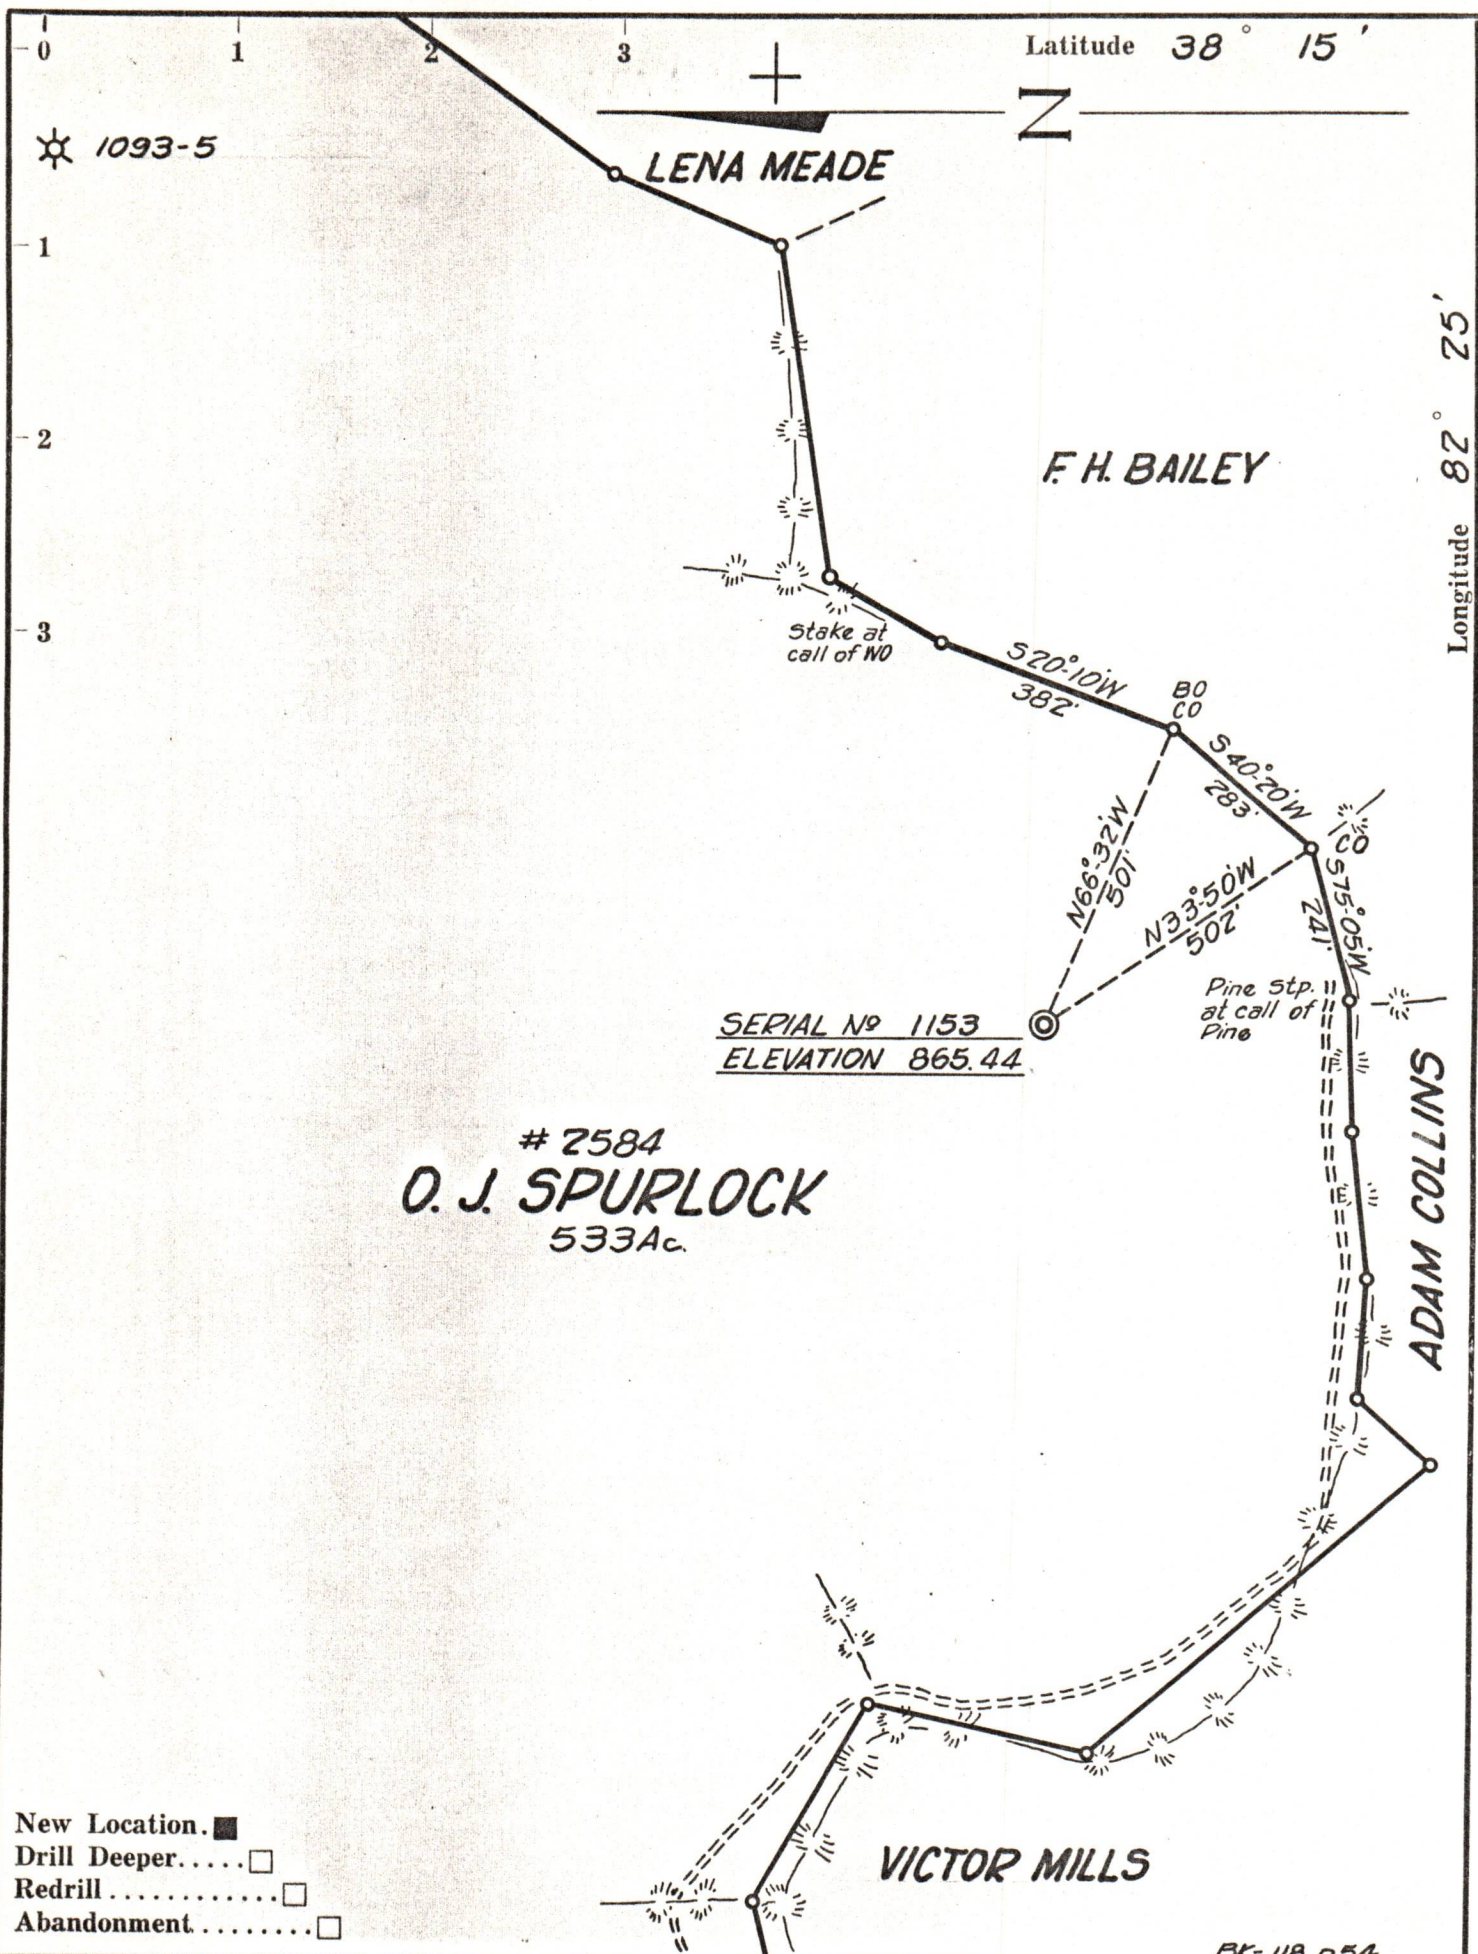 0 1 2 3
Latitude 38° 15'
N
1093-5
LENA MEADE
1
Longitude 82° 25'
2
F. H. BAILEY
3
Stake at
call of WO
S20°-10'W
382'
BO
CO
S40°-20'W
283'
CO
N66°-32'W
501'
N33°-50'W
502'
S75°-05'W
241'
Pine Stp.
at call of
Pine
SERIAL Nº 1153
ELEVATION 865.44
# 2584
O. J. SPURLOCK
533Ac.
ADAM COLLINS
New Location. ■
Drill Deeper..... □
Redrill ............ □
Abandonment ........ □
VICTOR MILLS